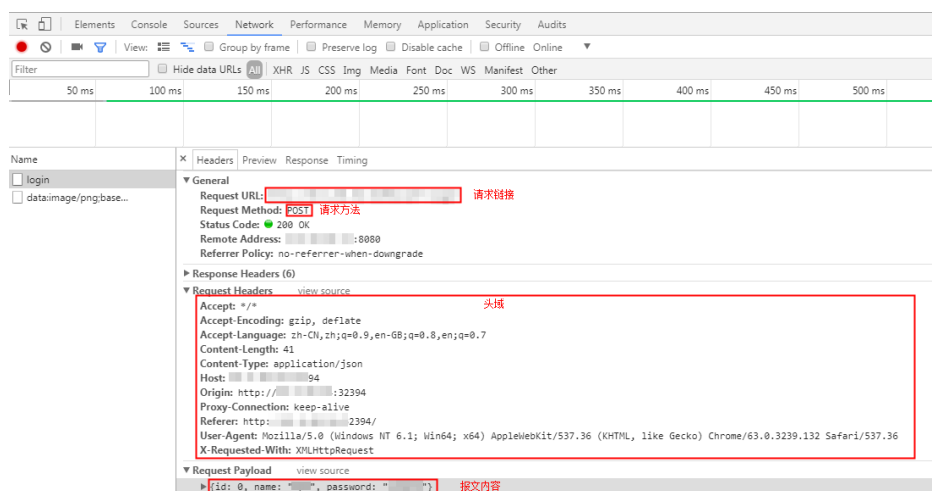 Elements Console Sources Network Performance Memory Application Security Audits
View: Group by frame Preserve log Disable cache Offline Online
Filter Hide data URLs All XHR JS CSS Img Media Font Doc WS Manifest Other
50 ms 100 ms 150 ms 200 ms 250 ms 300 ms 350 ms 400 ms 450 ms 500 ms
Name × Headers Preview Response Timing
login
data:image/png;base...
General
Request URL: 请求链接
Request Method: POST 请求方法
Status Code: 200 OK
Remote Address: :8080
Referrer Policy: no-referrer-when-downgrade
Response Headers (6)
Request Headers view source
头域
Accept: */*
Accept-Encoding: gzip, deflate
Accept-Language: zh-CN,zh;q=0.9,en-GB;q=0.8,en;q=0.7
Content-Length: 41
Content-Type: application/json
Host: 94
Origin: http:// :32394
Proxy-Connection: keep-alive
Referer: http: 2394/
User-Agent: Mozilla/5.0 (Windows NT 6.1; Win64; x64) AppleWebKit/537.36 (KHTML, like Gecko) Chrome/63.0.3239.132 Safari/537.36
X-Requested-With: XMLHttpRequest
Request Payload view source
{id: 0, name: " ", password: " "} 报文内容